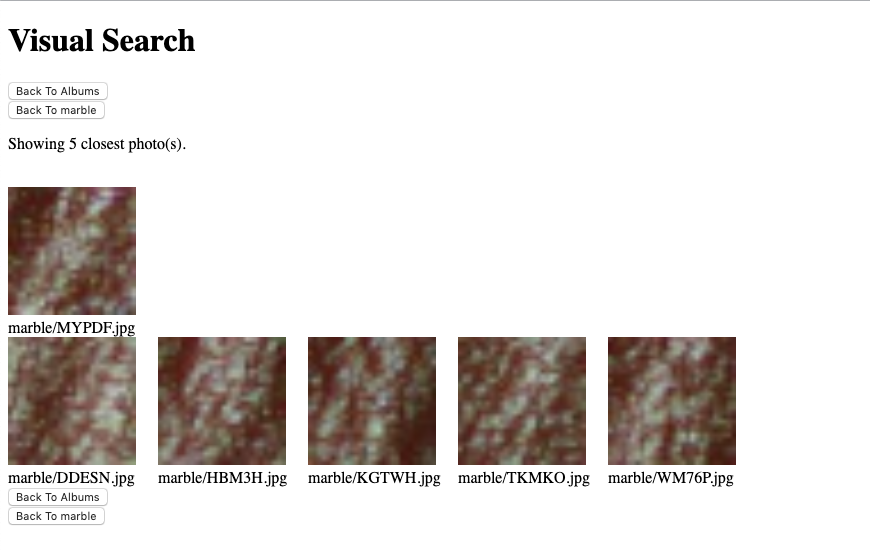 Visual Search
Back To Albums
Back To marble
Showing 5 closest photo(s).
marble/MYPDF.jpg
marble/DDESN.jpg marble/HBM3H.jpg marble/KGTWH.jpg marble/TKMKO.jpg marble/WM76P.jpg
Back To Albums
Back To marble